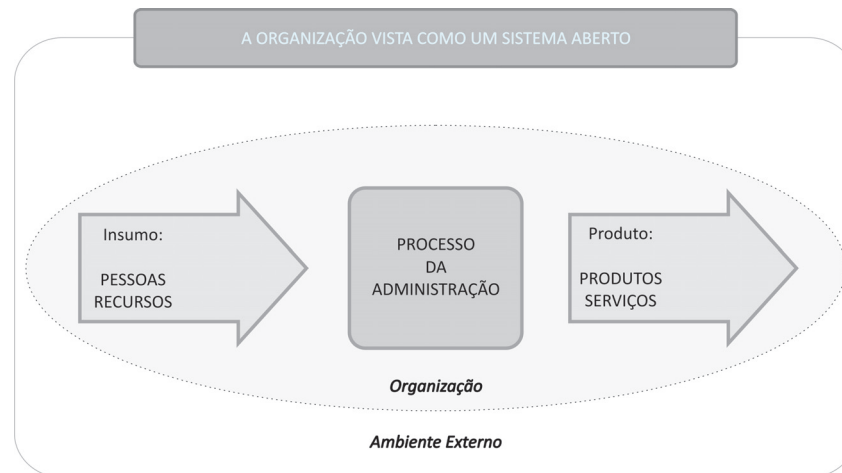 A ORGANIZAÇÃO VISTA COMO UM SISTEMA ABERTO
Insumo:
PESSOAS
RECURSOS
PROCESSO
DA
ADMINISTRAÇÃO
Produto:
PRODUTOS
SERVIÇOS
Organização
Ambiente Externo